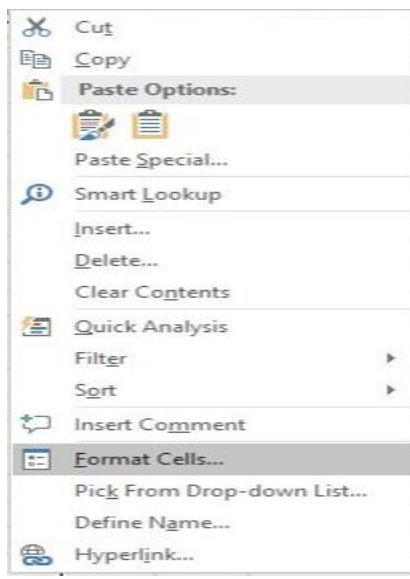 Cut
Copy
Paste Options:
Paste Special...
Smart Lookup
Insert...
Delete...
Clear Contents
Quick Analysis
Filter
Sort
Insert Comment
Format Cells...
Pick From Drop-down List...
Define Name...
Hyperlink...